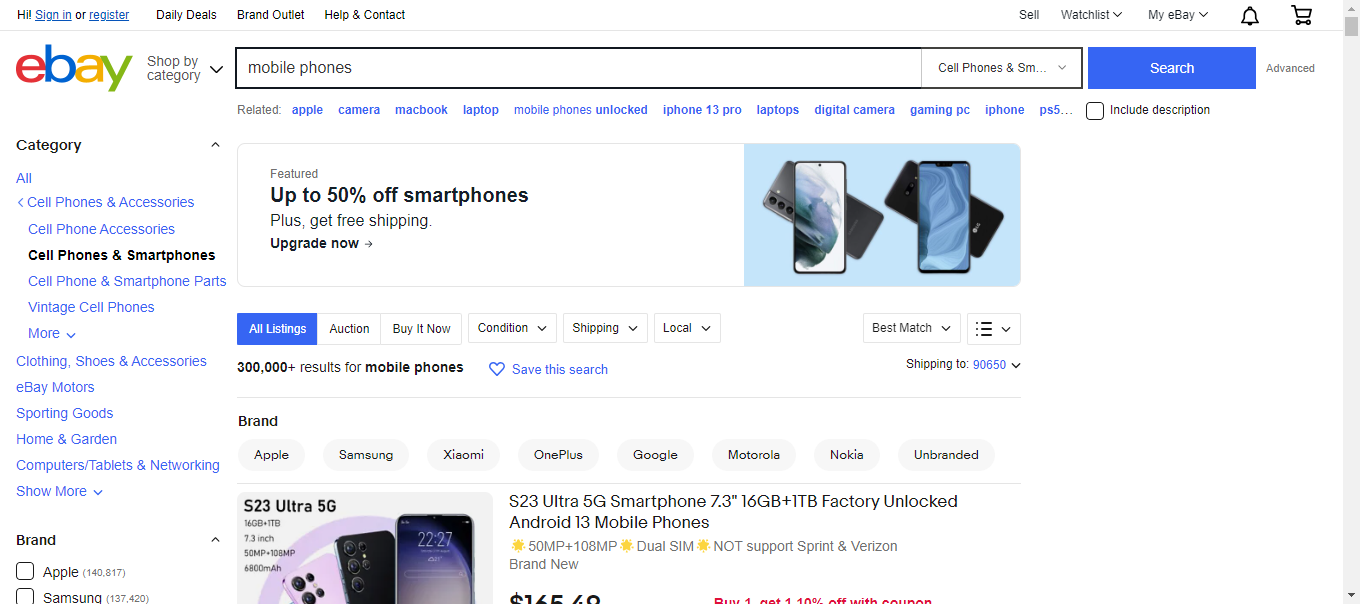 Hi! Sign in or register Daily Deals Brand Outlet Help & Contact Sell Watchlist My eBay
ebay Shop by category mobile phones Cell Phones & Sm... Search Advanced
Related: apple camera macbook laptop mobile phones unlocked iphone 13 pro laptops digital camera gaming pc iphone ps5... Include description
Category
All
Cell Phones & Accessories
Cell Phone Accessories
Cell Phones & Smartphones
Cell Phone & Smartphone Parts
Vintage Cell Phones
More
Clothing, Shoes & Accessories
eBay Motors
Sporting Goods
Home & Garden
Computers/Tablets & Networking
Show More
Brand
Apple (140,817)
Samsung (137,420)
Featured
Up to 50% off smartphones
Plus, get free shipping.
Upgrade now →
All Listings Auction Buy It Now Condition Shipping Local Best Match
300,000+ results for mobile phones Save this search Shipping to: 90650
Brand
Apple Samsung Xiaomi OnePlus Google Motorola Nokia Unbranded
S23 Ultra 5G
16GB+1TB
7.3 inch
50MP+108MP
6800mAh
22:27
S23 Ultra 5G Smartphone 7.3" 16GB+1TB Factory Unlocked
Android 13 Mobile Phones
🌟50MP+108MP🌟Dual SIM🌟NOT support Sprint & Verizon
Brand New
$165.49 Buy 1, get 1 10% off with coupon